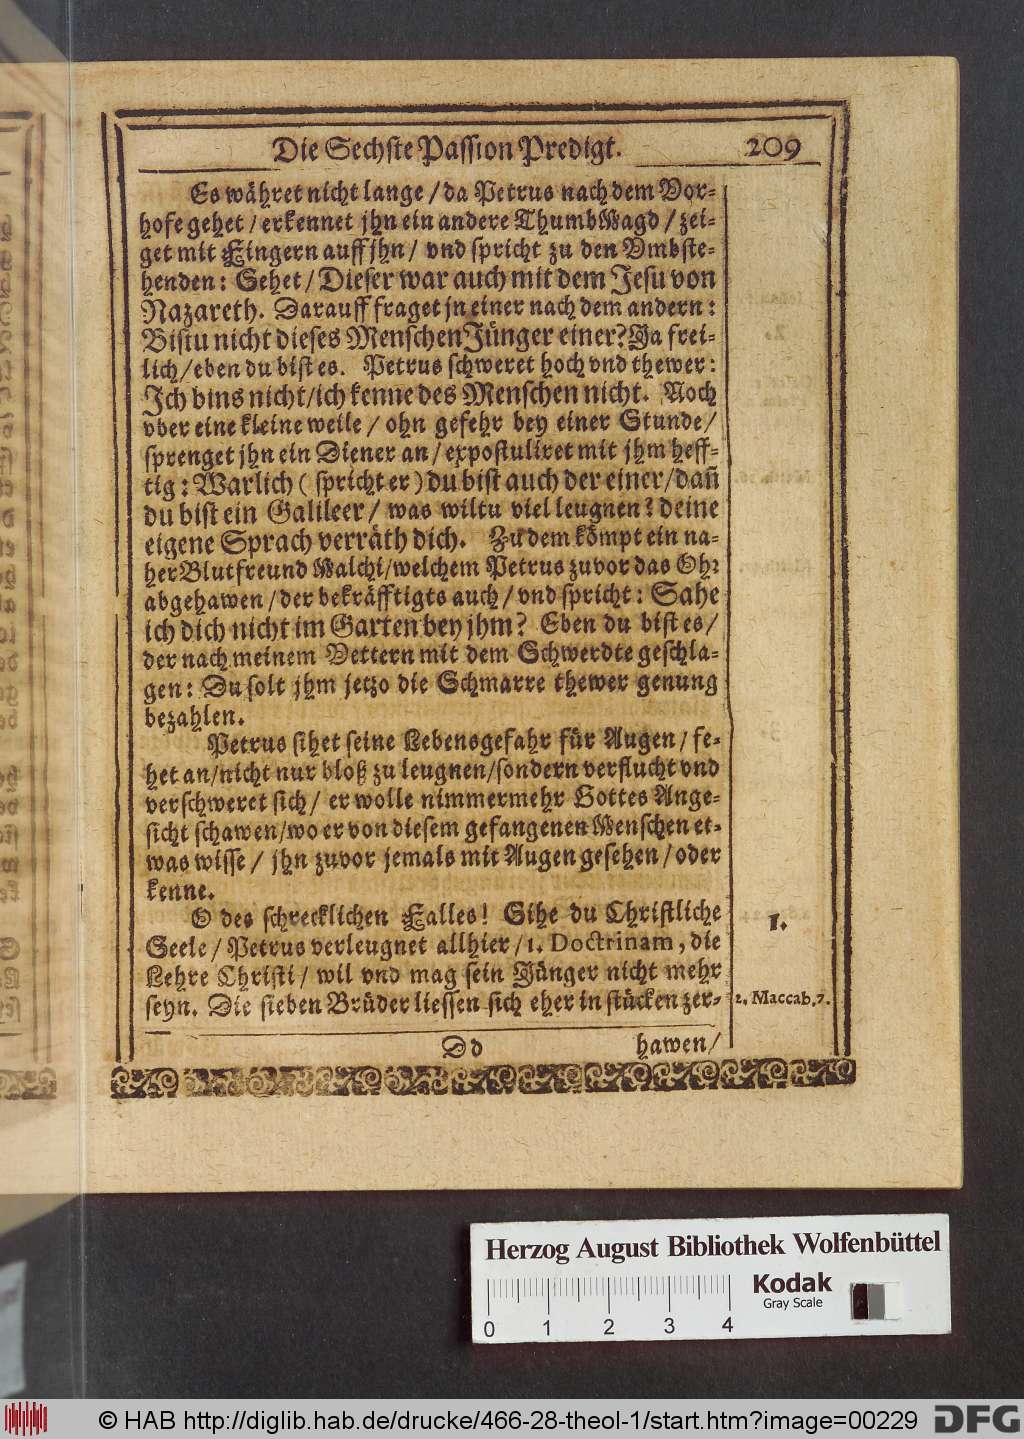 Die Sechste Passion Predigt. 209
Es währet nicht lange / da Petrus nach dem Vor-
hofe gehet / erkennet jhn ein andere ThumbMagd / zei-
get mit Fingern auff jhn / vnd spricht zu den Vmbste-
henden: Sehet / Dieser war auch mit dem Jesu von
Nazareth. Darauff fraget jn einer nach dem andern:
Bistu nicht dieses Menschen Jünger einer? Ja frei-
lich / eben du bist es. Petrus schweret hoch vnd thewer:
Ich bins nicht / ich kenne des Menschen nicht. Noch
vber eine kleine weile / ohn gefehr bey einer Stunde /
sprenget jhn ein Diener an / expostuliret mit jhm heff-
tig: Warlich ( spricht er ) du bist auch der einer / dañ
du bist ein Galileer / was wiltu viel leugnen? deine
eigene Sprach verräth dich. Zu dem kömpt ein na-
her Blutfreund Malchi / welchem Petrus zuvor das Ohr
abgehawen / der bekräfftigts auch / vnd spricht: Sahe
ich dich nicht im Garten bey jhm? Eben du bist es /
der nach meinem Vettern mit dem Schwerdte geschla-
gen: Du solt jhm jetzo die Schmarre thewer genung
bezahlen.
Petrus sihet seine Lebensgefahr für Augen / fe-
het an / nicht nur bloß zu leugnen / sondern verflucht vnd
verschweret sich / er wolle nimmermehr Gottes Ange-
sicht schawen / wo er von diesem gefangenen Menschen et-
was wisse / jhn zuvor jemals mit Augen gesehen / oder
kenne.
O des schrecklichen Falles! Sihe du Christliche
Seele / Petrus verleugnet allhier / 1. Doctrinam, die
Lehre Christi / wil vnd mag sein Jünger nicht mehr
seyn. Die sieben Brüder liessen sich eher in stücken zer-
1.
2. Maccab. 7.
Dd hawen /
Herzog August Bibliothek Wolfenbüttel
Kodak
Gray Scale
0 1 2 3 4
© HAB http://diglib.hab.de/drucke/466-28-theol-1/start.htm?image=00229
DFG